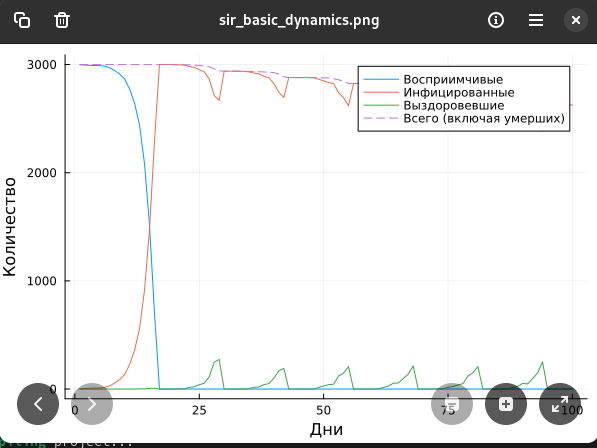 sir_basic_dynamics.png
3000
2000
1000
0
Количество
Восприимчивые
Инфицированные
Выздоровевшие
Всего (включая умерших)
0
25
50
75
100
Дни
project...